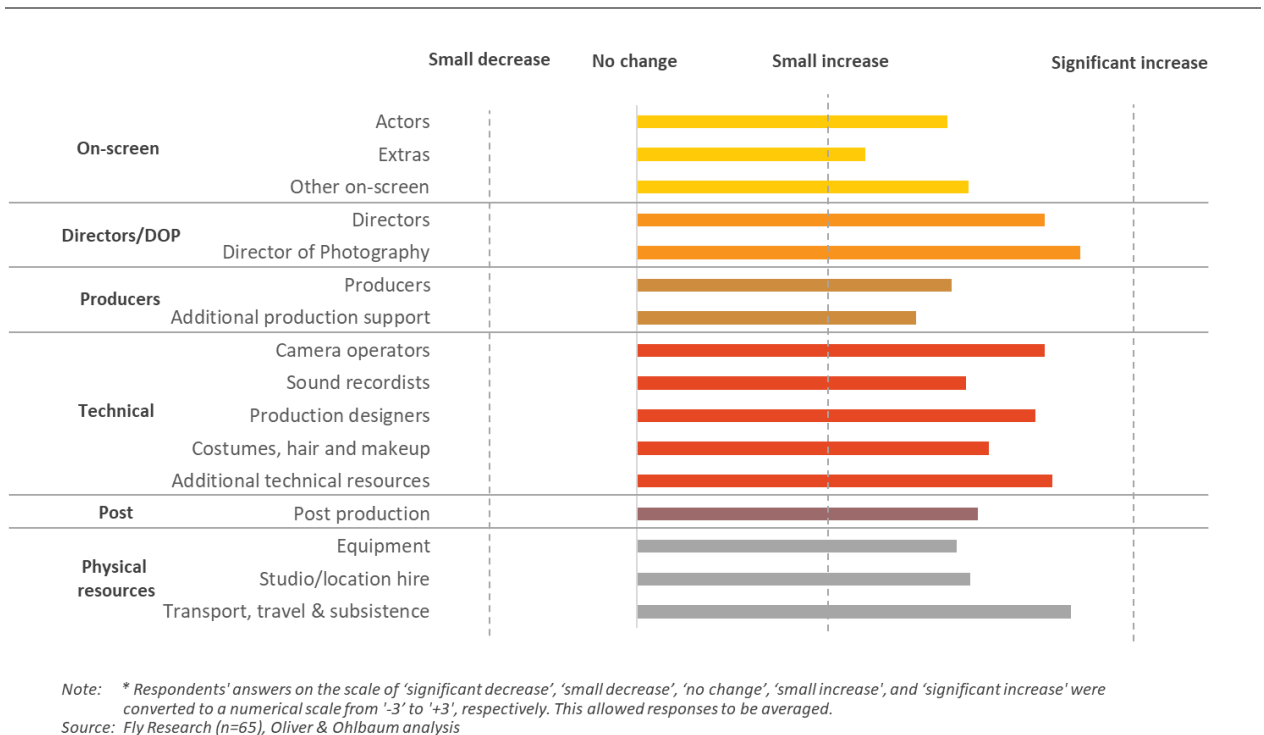 Small decrease No change Small increase Significant increase
Actors
On-screen
Extras
Other on-screen
Directors
Directors/DOP
Director of Photography
Producers
Producers
Additional production support
Camera operators
Sound recordists
Technical
Production designers
Costumes, hair and makeup
Additional technical resources
Post
Post production
Equipment
Physical
resources
Studio/location hire
Transport, travel & subsistence
Note: * Respondents' answers on the scale of ‘significant decrease’, ‘small decrease’, ‘no change’, ‘small increase', and ‘significant increase' were
converted to a numerical scale from '-3’ to '+3', respectively. This allowed responses to be averaged.
Source: Fly Research (n=65), Oliver & Ohlbaum analysis